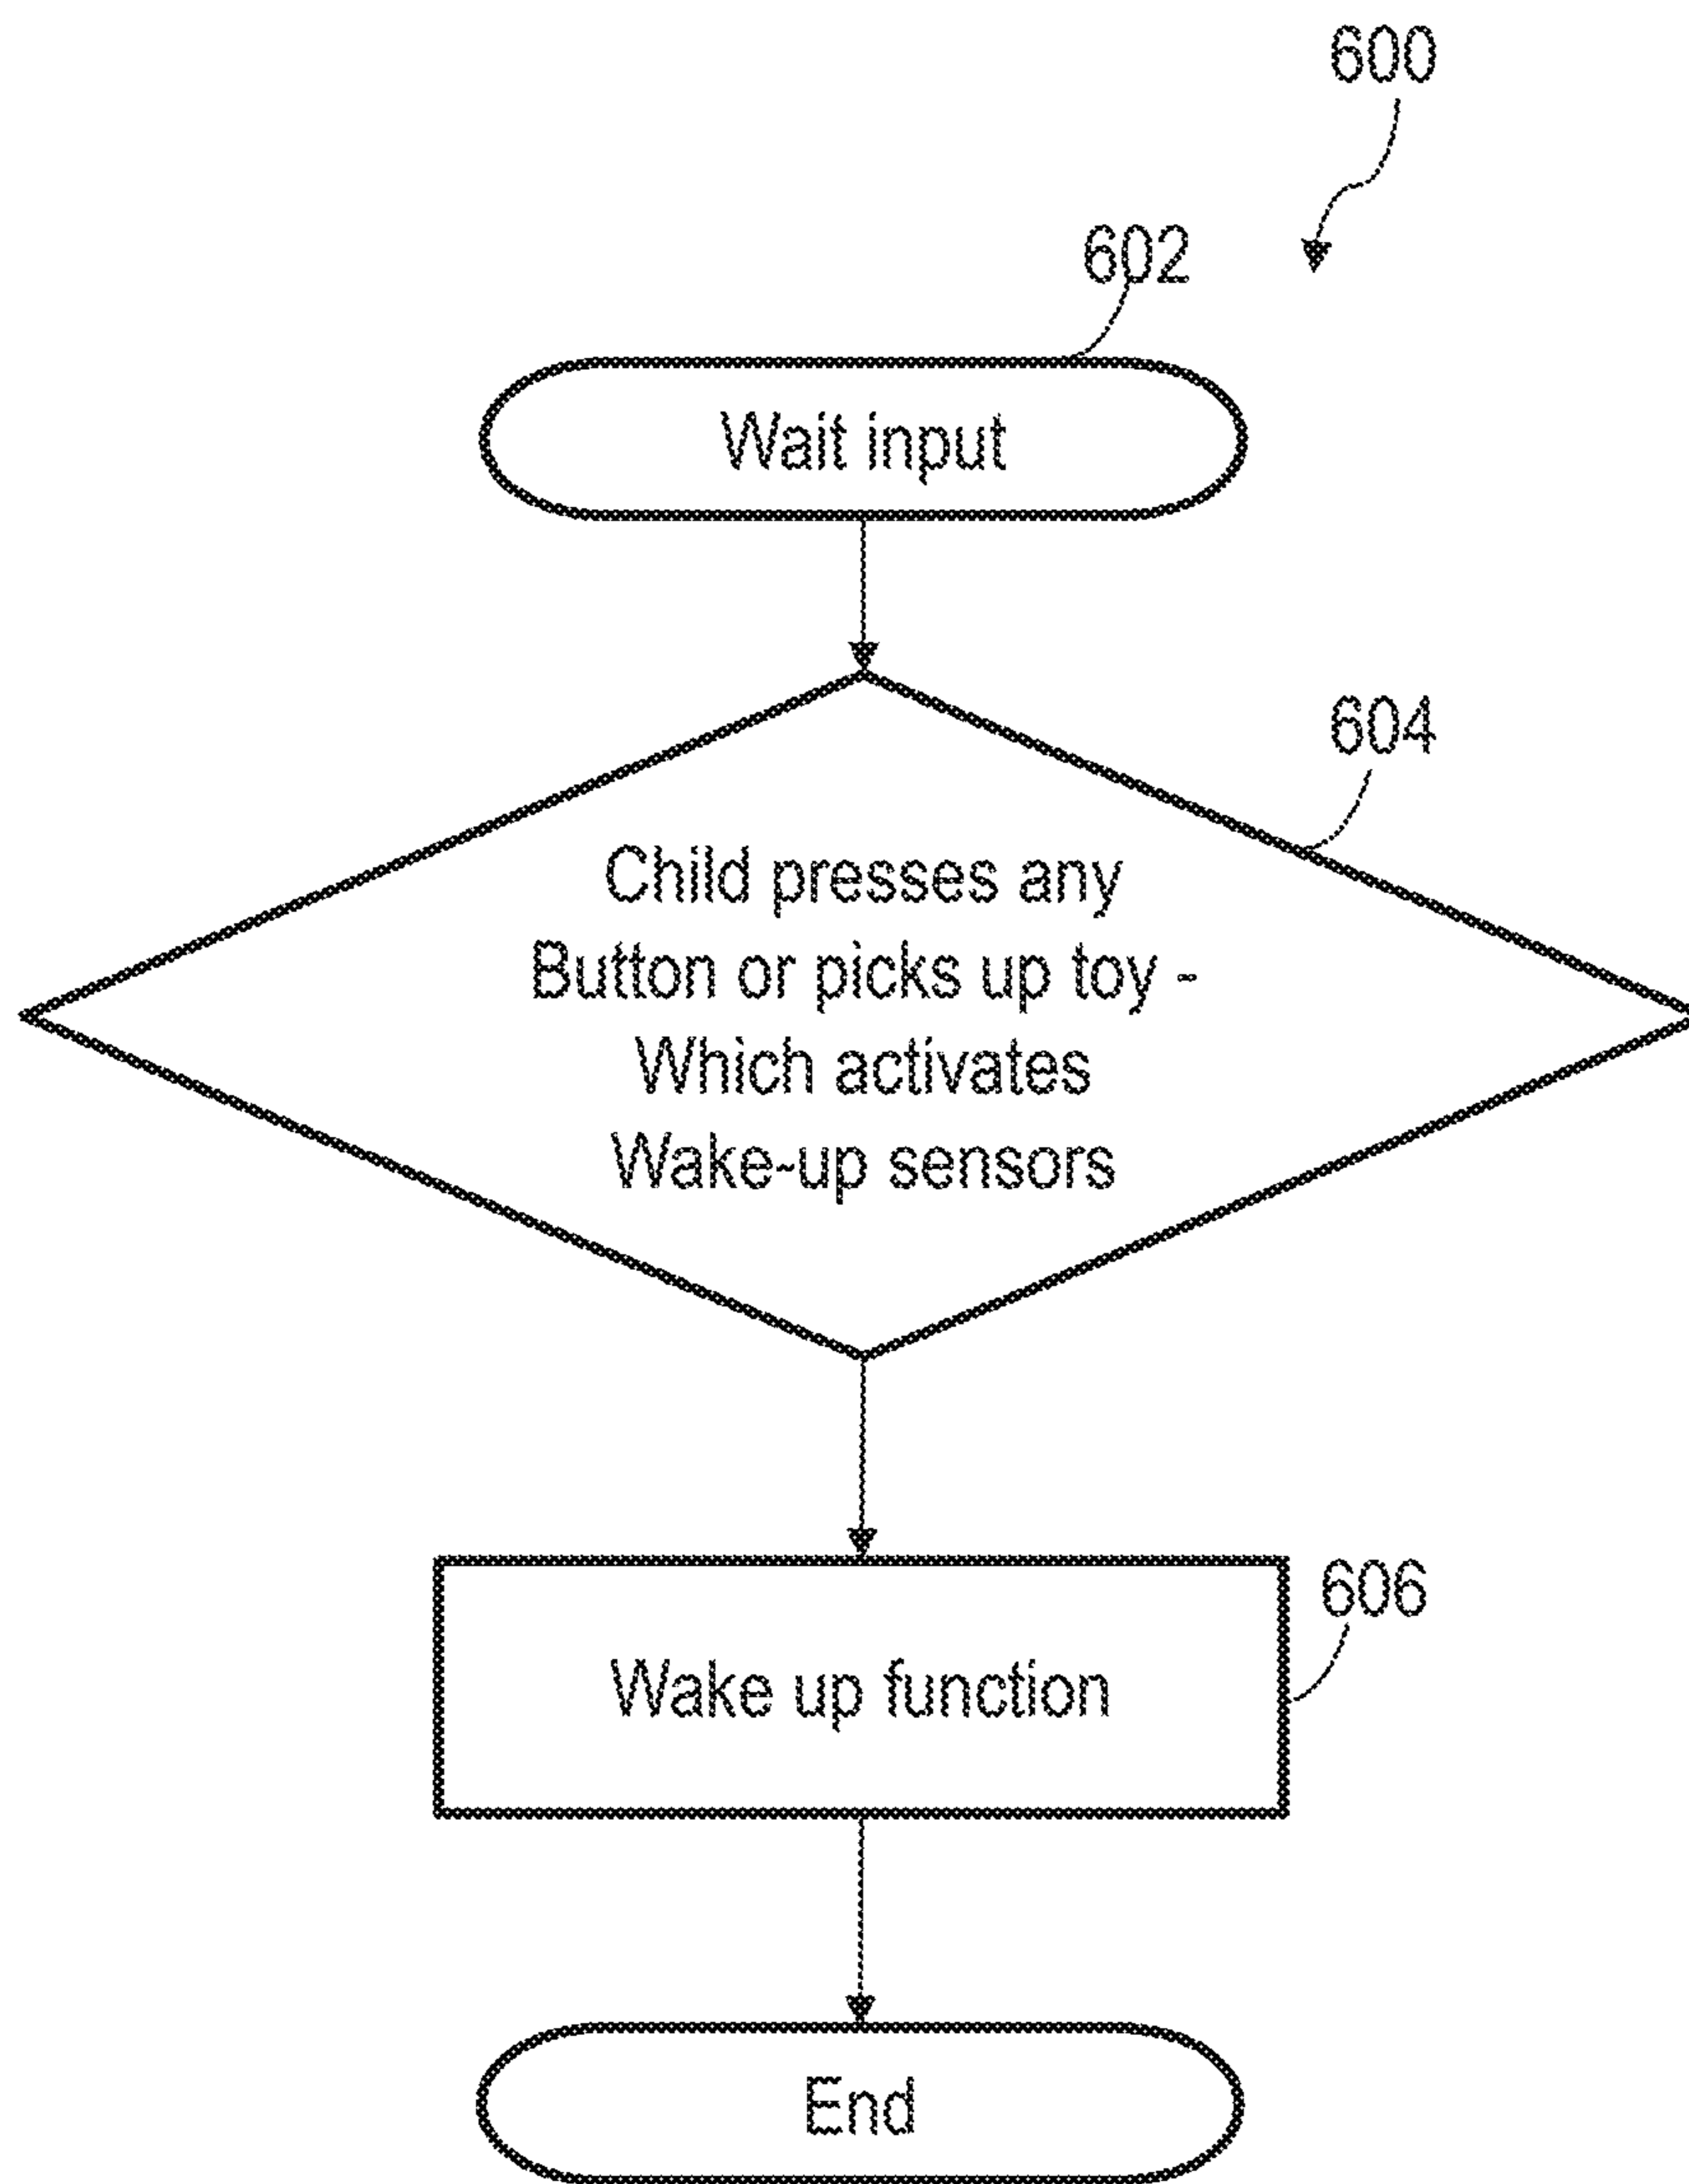 600
602
Wait input
604
Child presses any
Button or picks up toy -
Which activates
Wake-up sensors
606
Wake up function
End